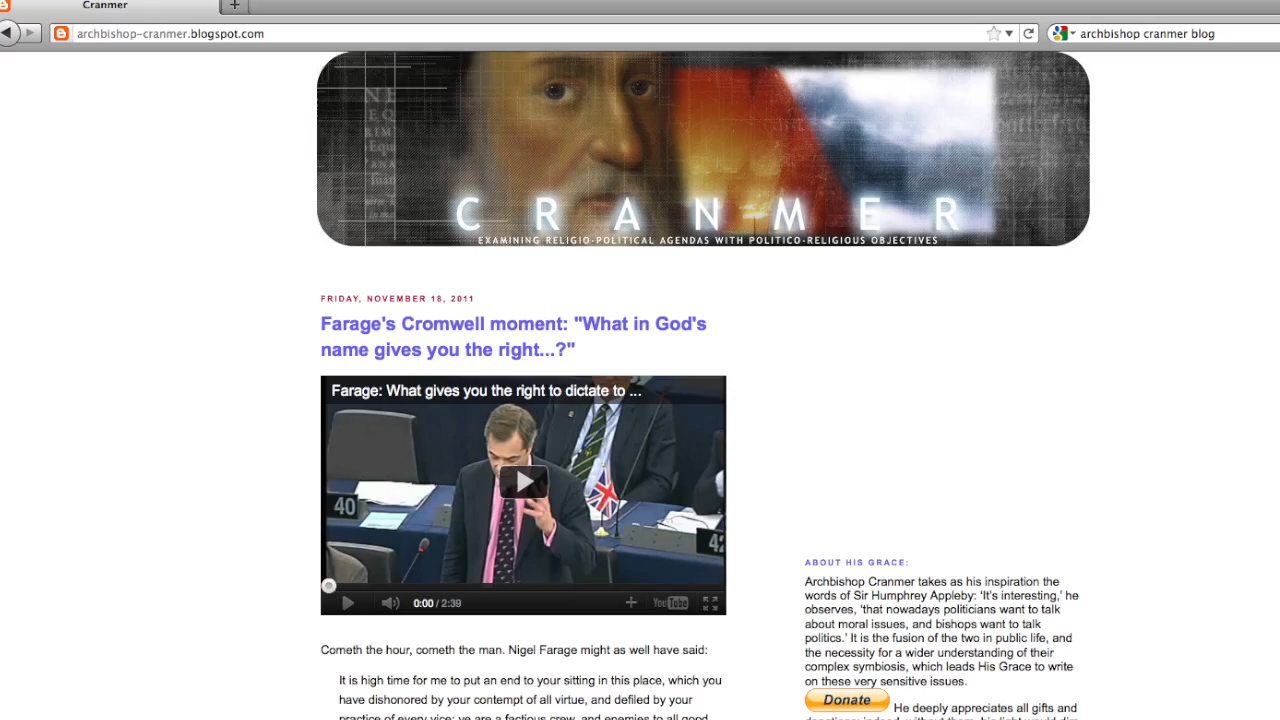 Cranmer
archbishop-cranmer.blogspot.com
archbishop cranmer blog
CRANMER
EXAMINING RELIGIO-POLITICAL AGENDAS WITH POLITICO-RELIGIOUS OBJECTIVES
FRIDAY, NOVEMBER 18, 2011
Farage's Cromwell moment: "What in God's
name gives you the right...?"
Farage: What gives you the right to dictate to ...
40
42
0:00 / 2:39
YouTube
Cometh the hour, cometh the man. Nigel Farage might as well have said:
It is high time for me to put an end to your sitting in this place, which you
have dishonored by your contempt of all virtue, and defiled by your
practice of every vice; ye are a factious crew, and enemies to all good
ABOUT HIS GRACE:
Archbishop Cranmer takes as his inspiration the
words of Sir Humphrey Appleby: ‘It’s interesting,’ he
observes, ‘that nowadays politicians want to talk
about moral issues, and bishops want to talk
politics.’ It is the fusion of the two in public life, and
the necessity for a wider understanding of their
complex symbiosis, which leads His Grace to write
on these very sensitive issues.
Donate He deeply appreciates all gifts and